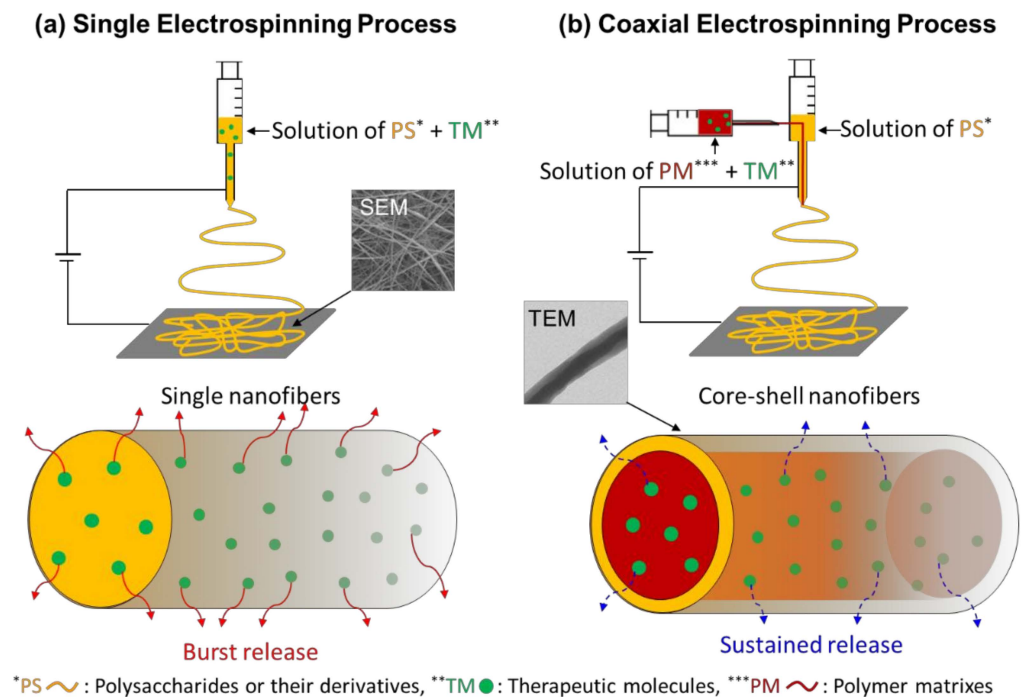 (a) Single Electrospinning Process
(b) Coaxial Electrospinning Process
Solution of PS* + TM**
Solution of PS*
Solution of PM*** + TM**
SEM
TEM
Single nanofibers
Core-shell nanofibers
Burst release
Sustained release
*PS : Polysaccharides or their derivatives, **TM : Therapeutic molecules, ***PM : Polymer matrixes